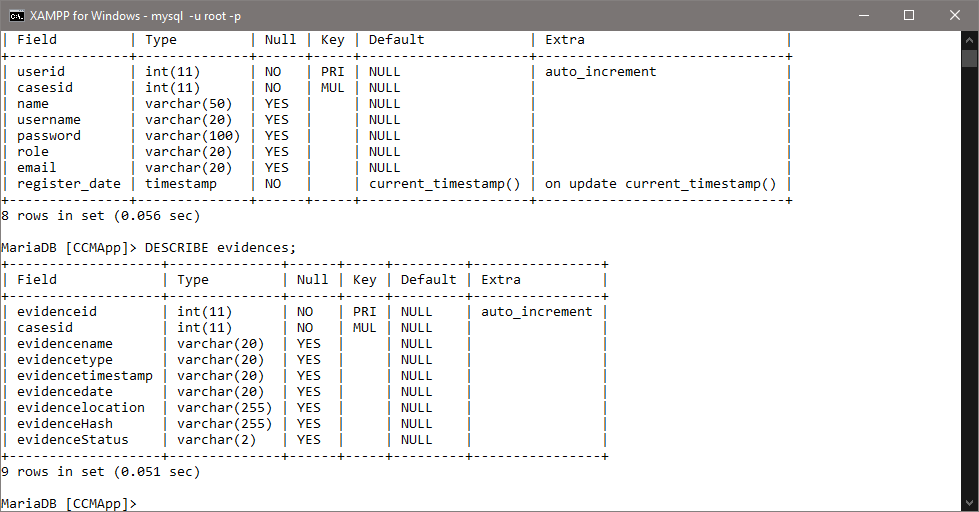 XAMPP for Windows - mysql  -u root -p
| Field         | Type         | Null | Key | Default             | Extra                         |
+---------------+--------------+------+-----+---------------------+-------------------------------+
| userid        | int(11)      | NO   | PRI | NULL                | auto_increment                |
| casesid       | int(11)      | NO   | MUL | NULL                |                               |
| name          | varchar(50)  | YES  |     | NULL                |                               |
| username      | varchar(20)  | YES  |     | NULL                |                               |
| password      | varchar(100) | YES  |     | NULL                |                               |
| role          | varchar(20)  | YES  |     | NULL                |                               |
| email         | varchar(20)  | YES  |     | NULL                |                               |
| register_date | timestamp    | NO   |     | current_timestamp() | on update current_timestamp() |
+---------------+--------------+------+-----+---------------------+-------------------------------+
8 rows in set (0.056 sec)
MariaDB [CCMApp]> DESCRIBE evidences;
+-------------------+--------------+------+-----+---------+----------------+
| Field             | Type         | Null | Key | Default | Extra          |
+-------------------+--------------+------+-----+---------+----------------+
| evidenceid        | int(11)      | NO   | PRI | NULL    | auto_increment |
| casesid           | int(11)      | NO   | MUL | NULL    |                |
| evidencename      | varchar(20)  | YES  |     | NULL    |                |
| evidencetype      | varchar(20)  | YES  |     | NULL    |                |
| evidencetimestamp | varchar(20)  | YES  |     | NULL    |                |
| evidencedate      | varchar(20)  | YES  |     | NULL    |                |
| evidencelocation  | varchar(255) | YES  |     | NULL    |                |
| evidenceHash      | varchar(255) | YES  |     | NULL    |                |
| evidenceStatus    | varchar(2)   | YES  |     | NULL    |                |
+-------------------+--------------+------+-----+---------+----------------+
9 rows in set (0.051 sec)
MariaDB [CCMApp]>